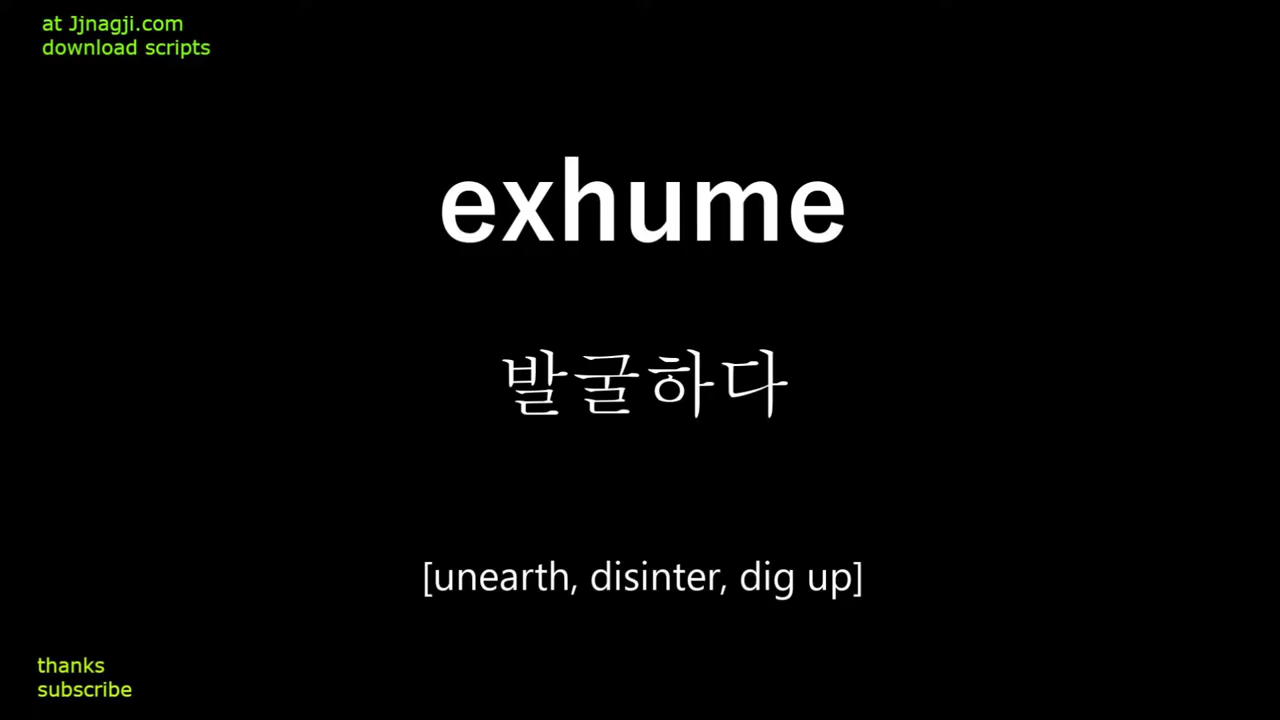 at Jjnagji.com
download scripts
exhume
발굴하다
[unearth, disinter, dig up]
thanks
subscribe